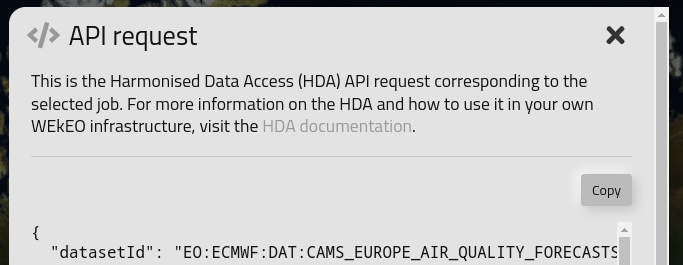 </> API request
This is the Harmonised Data Access (HDA) API request corresponding to the
selected job. For more information on the HDA and how to use it in your own
WEkEO infrastructure, visit the HDA documentation.
Copy
{
"datasetId": "EO:ECMWF:DAT:CAMS_EUROPE_AIR_QUALITY_FORECASTS